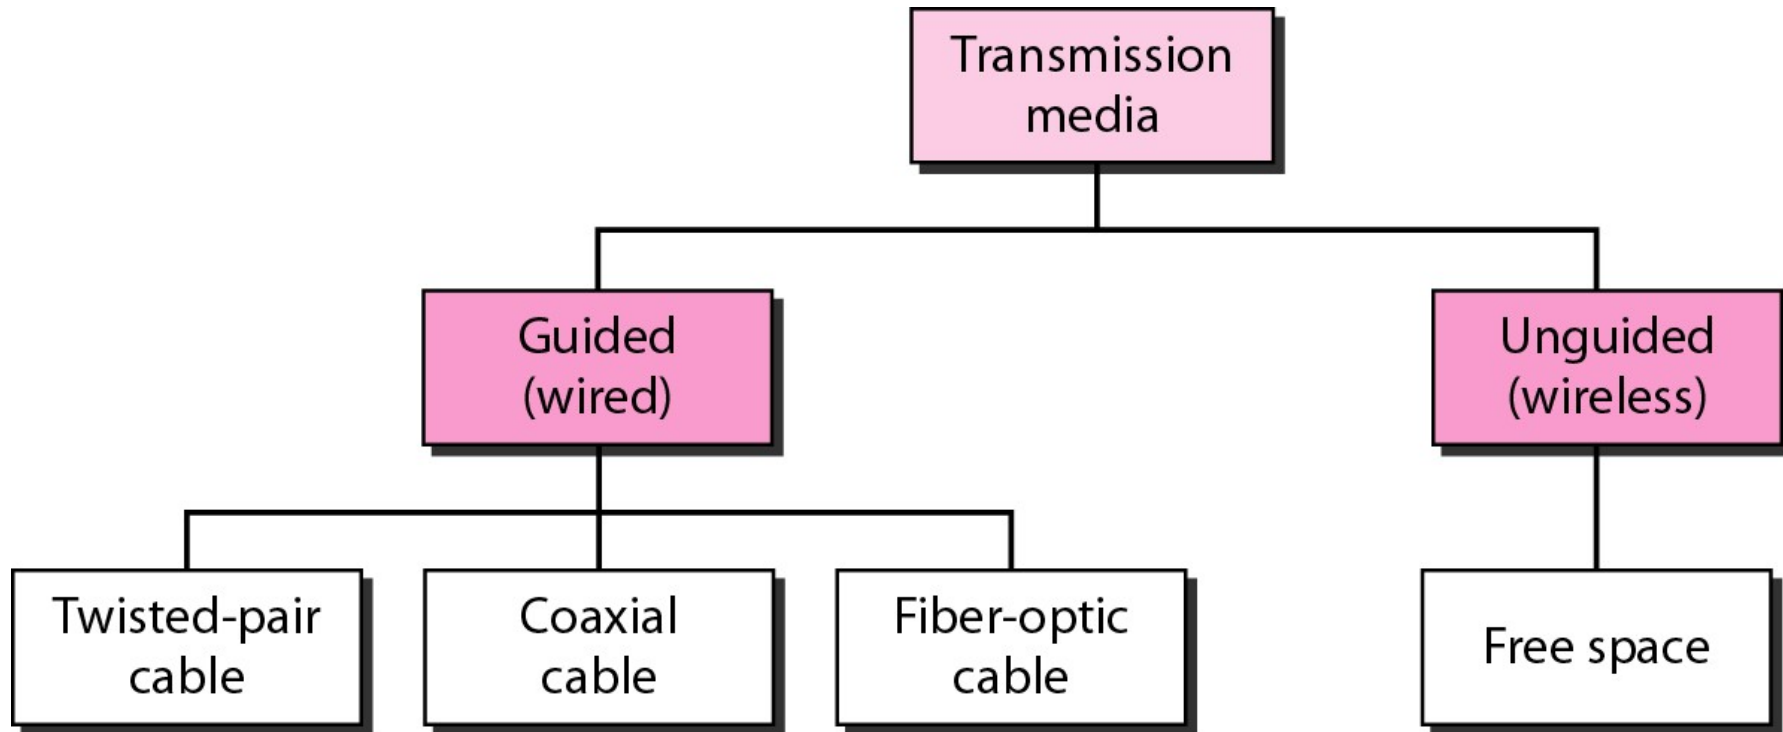 Transmission
media
Guided
(wired)
Unguided
(wireless)
Twisted-pair
cable
Coaxial
cable
Fiber-optic
cable
Free space